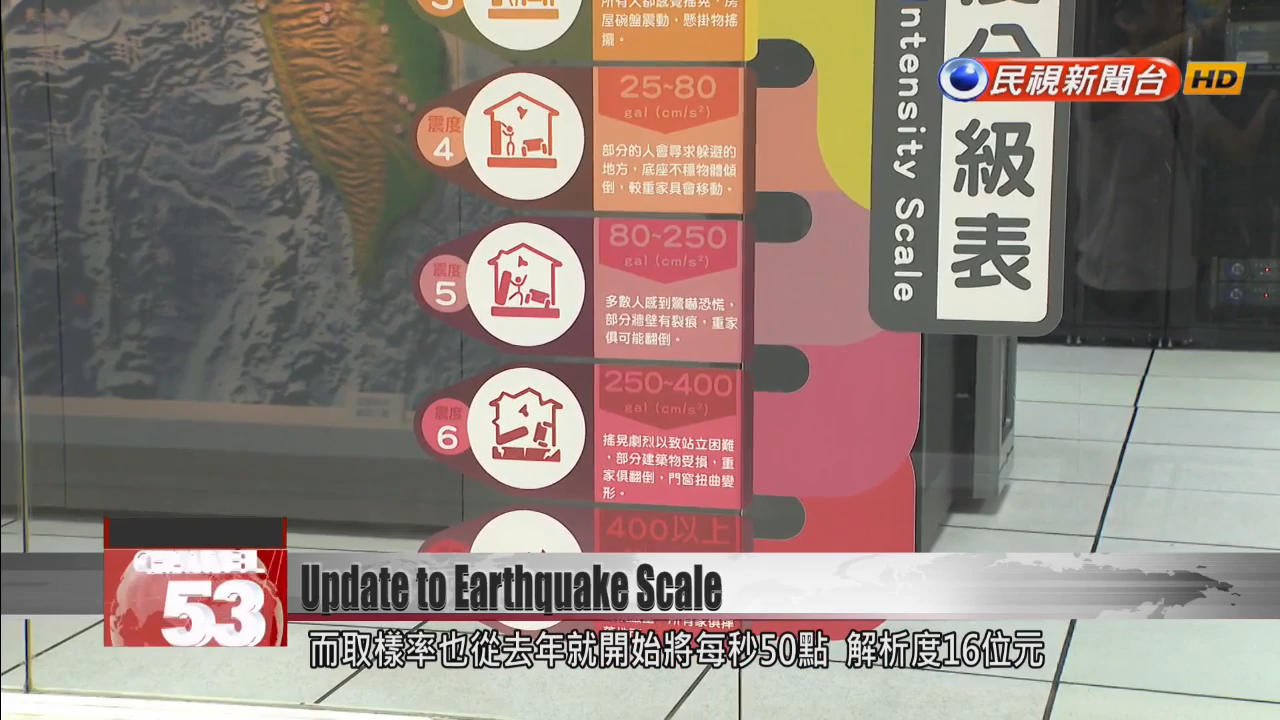 3
所有人都感覺搖晃，房
屋碗盤震動，懸掛物搖
擺。
ntensity Scale
分級表
民視新聞台 HD
震度
4
25~80
gal (cm/s²)
部分的人會尋求躲避的
地方，底座不穩物體傾
倒，較重家具會移動。
震度
5
80~250
gal (cm/s²)
多數人感到驚嚇恐慌，
部分牆壁有裂痕，重家
俱可能翻倒。
震度
6
250~400
gal (cm/s²)
搖晃劇烈以致站立困難
，部分建築物受損，重
家俱翻倒，門窗扭曲變
形。
400以上
CHANNEL
53
Update to Earthquake Scale
而取樣率也從去年就開始將每秒50點 解析度16位元